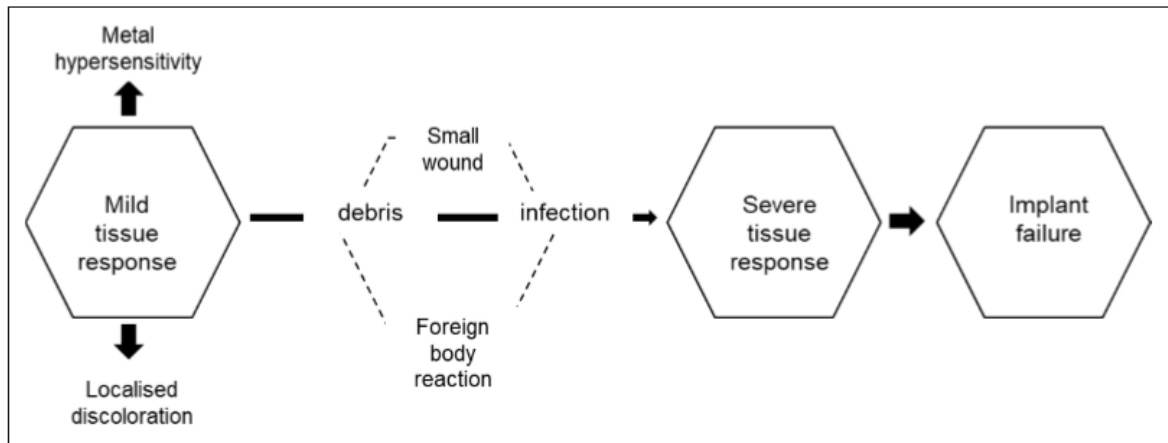 Metal
hypersensitivity
Mild
tissue
response
Localised
discoloration
debris
Small
wound
Foreign
body
reaction
infection
Severe
tissue
response
Implant
failure